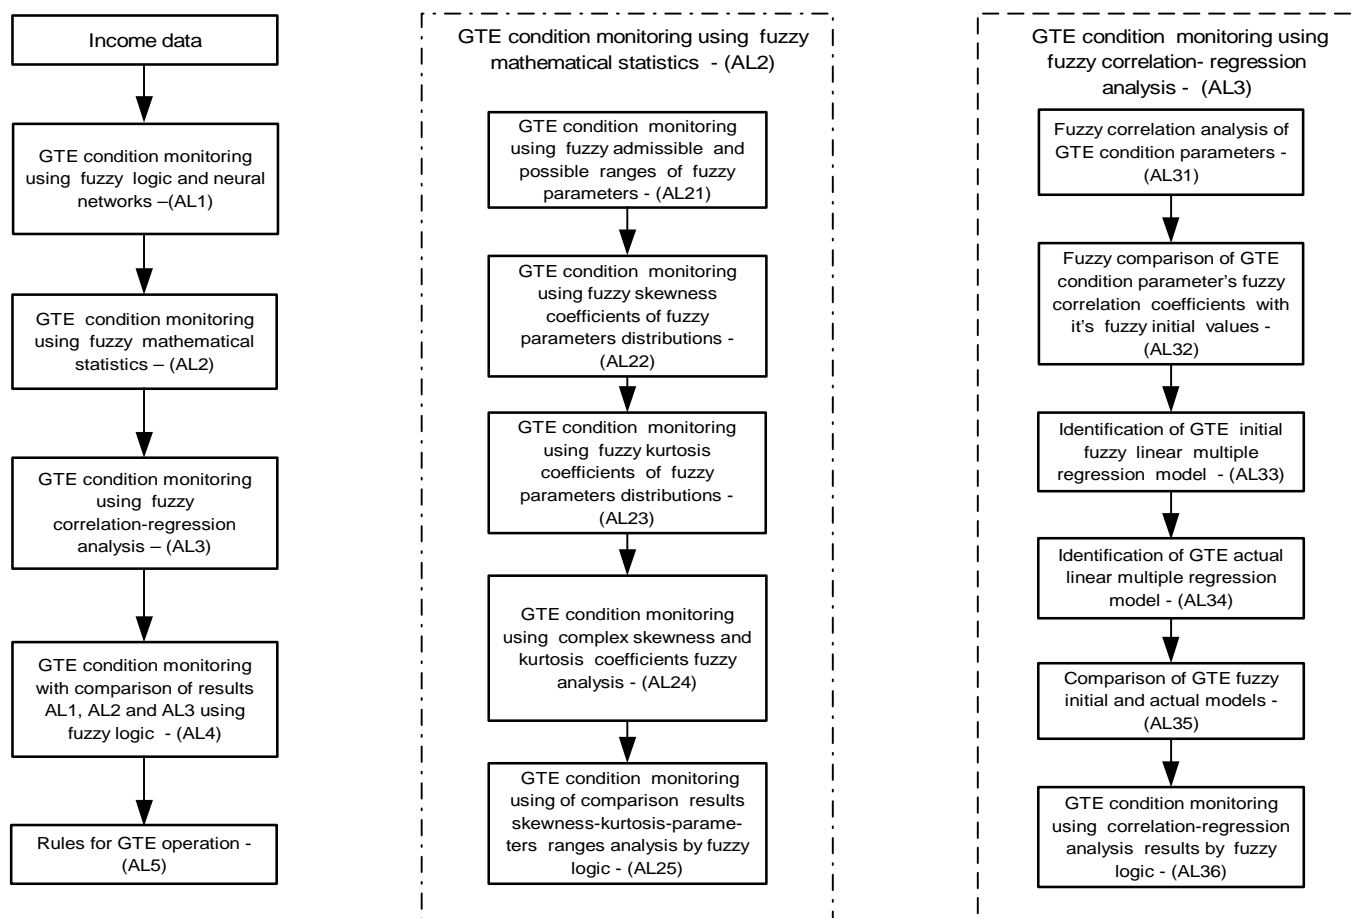 Income data
GTE condition monitoring
using fuzzy logic and neural
networks –(AL1)
GTE condition monitoring
using fuzzy mathematical
statistics – (AL2)
GTE condition monitoring
using fuzzy
correlation-regression
analysis – (AL3)
GTE condition monitoring
with comparison of results
AL1, AL2 and AL3 using
fuzzy logic - (AL4)
Rules for GTE operation -
(AL5)
GTE condition monitoring using fuzzy
mathematical statistics - (AL2)
GTE condition monitoring
using fuzzy admissible and
possible ranges of fuzzy
parameters - (AL21)
GTE condition monitoring
using fuzzy skewness
coefficients of fuzzy
parameters distributions -
(AL22)
GTE condition monitoring
using fuzzy kurtosis
coefficients of fuzzy
parameters distributions -
(AL23)
GTE condition monitoring
using complex skewness and
kurtosis coefficients fuzzy
analysis - (AL24)
GTE condition monitoring
using of comparison results
skewness-kurtosis-parame-
ters ranges analysis by fuzzy
logic - (AL25)
GTE condition monitoring using
fuzzy correlation- regression
analysis - (AL3)
Fuzzy correlation analysis of
GTE condition parameters -
(AL31)
Fuzzy comparison of GTE
condition parameter's fuzzy
correlation coefficients with
it's fuzzy initial values -
(AL32)
Identification of GTE initial
fuzzy linear multiple
regression model - (AL33)
Identification of GTE actual
linear multiple regression
model - (AL34)
Comparison of GTE fuzzy
initial and actual models -
(AL35)
GTE condition monitoring
using correlation-regression
analysis results by fuzzy
logic - (AL36)